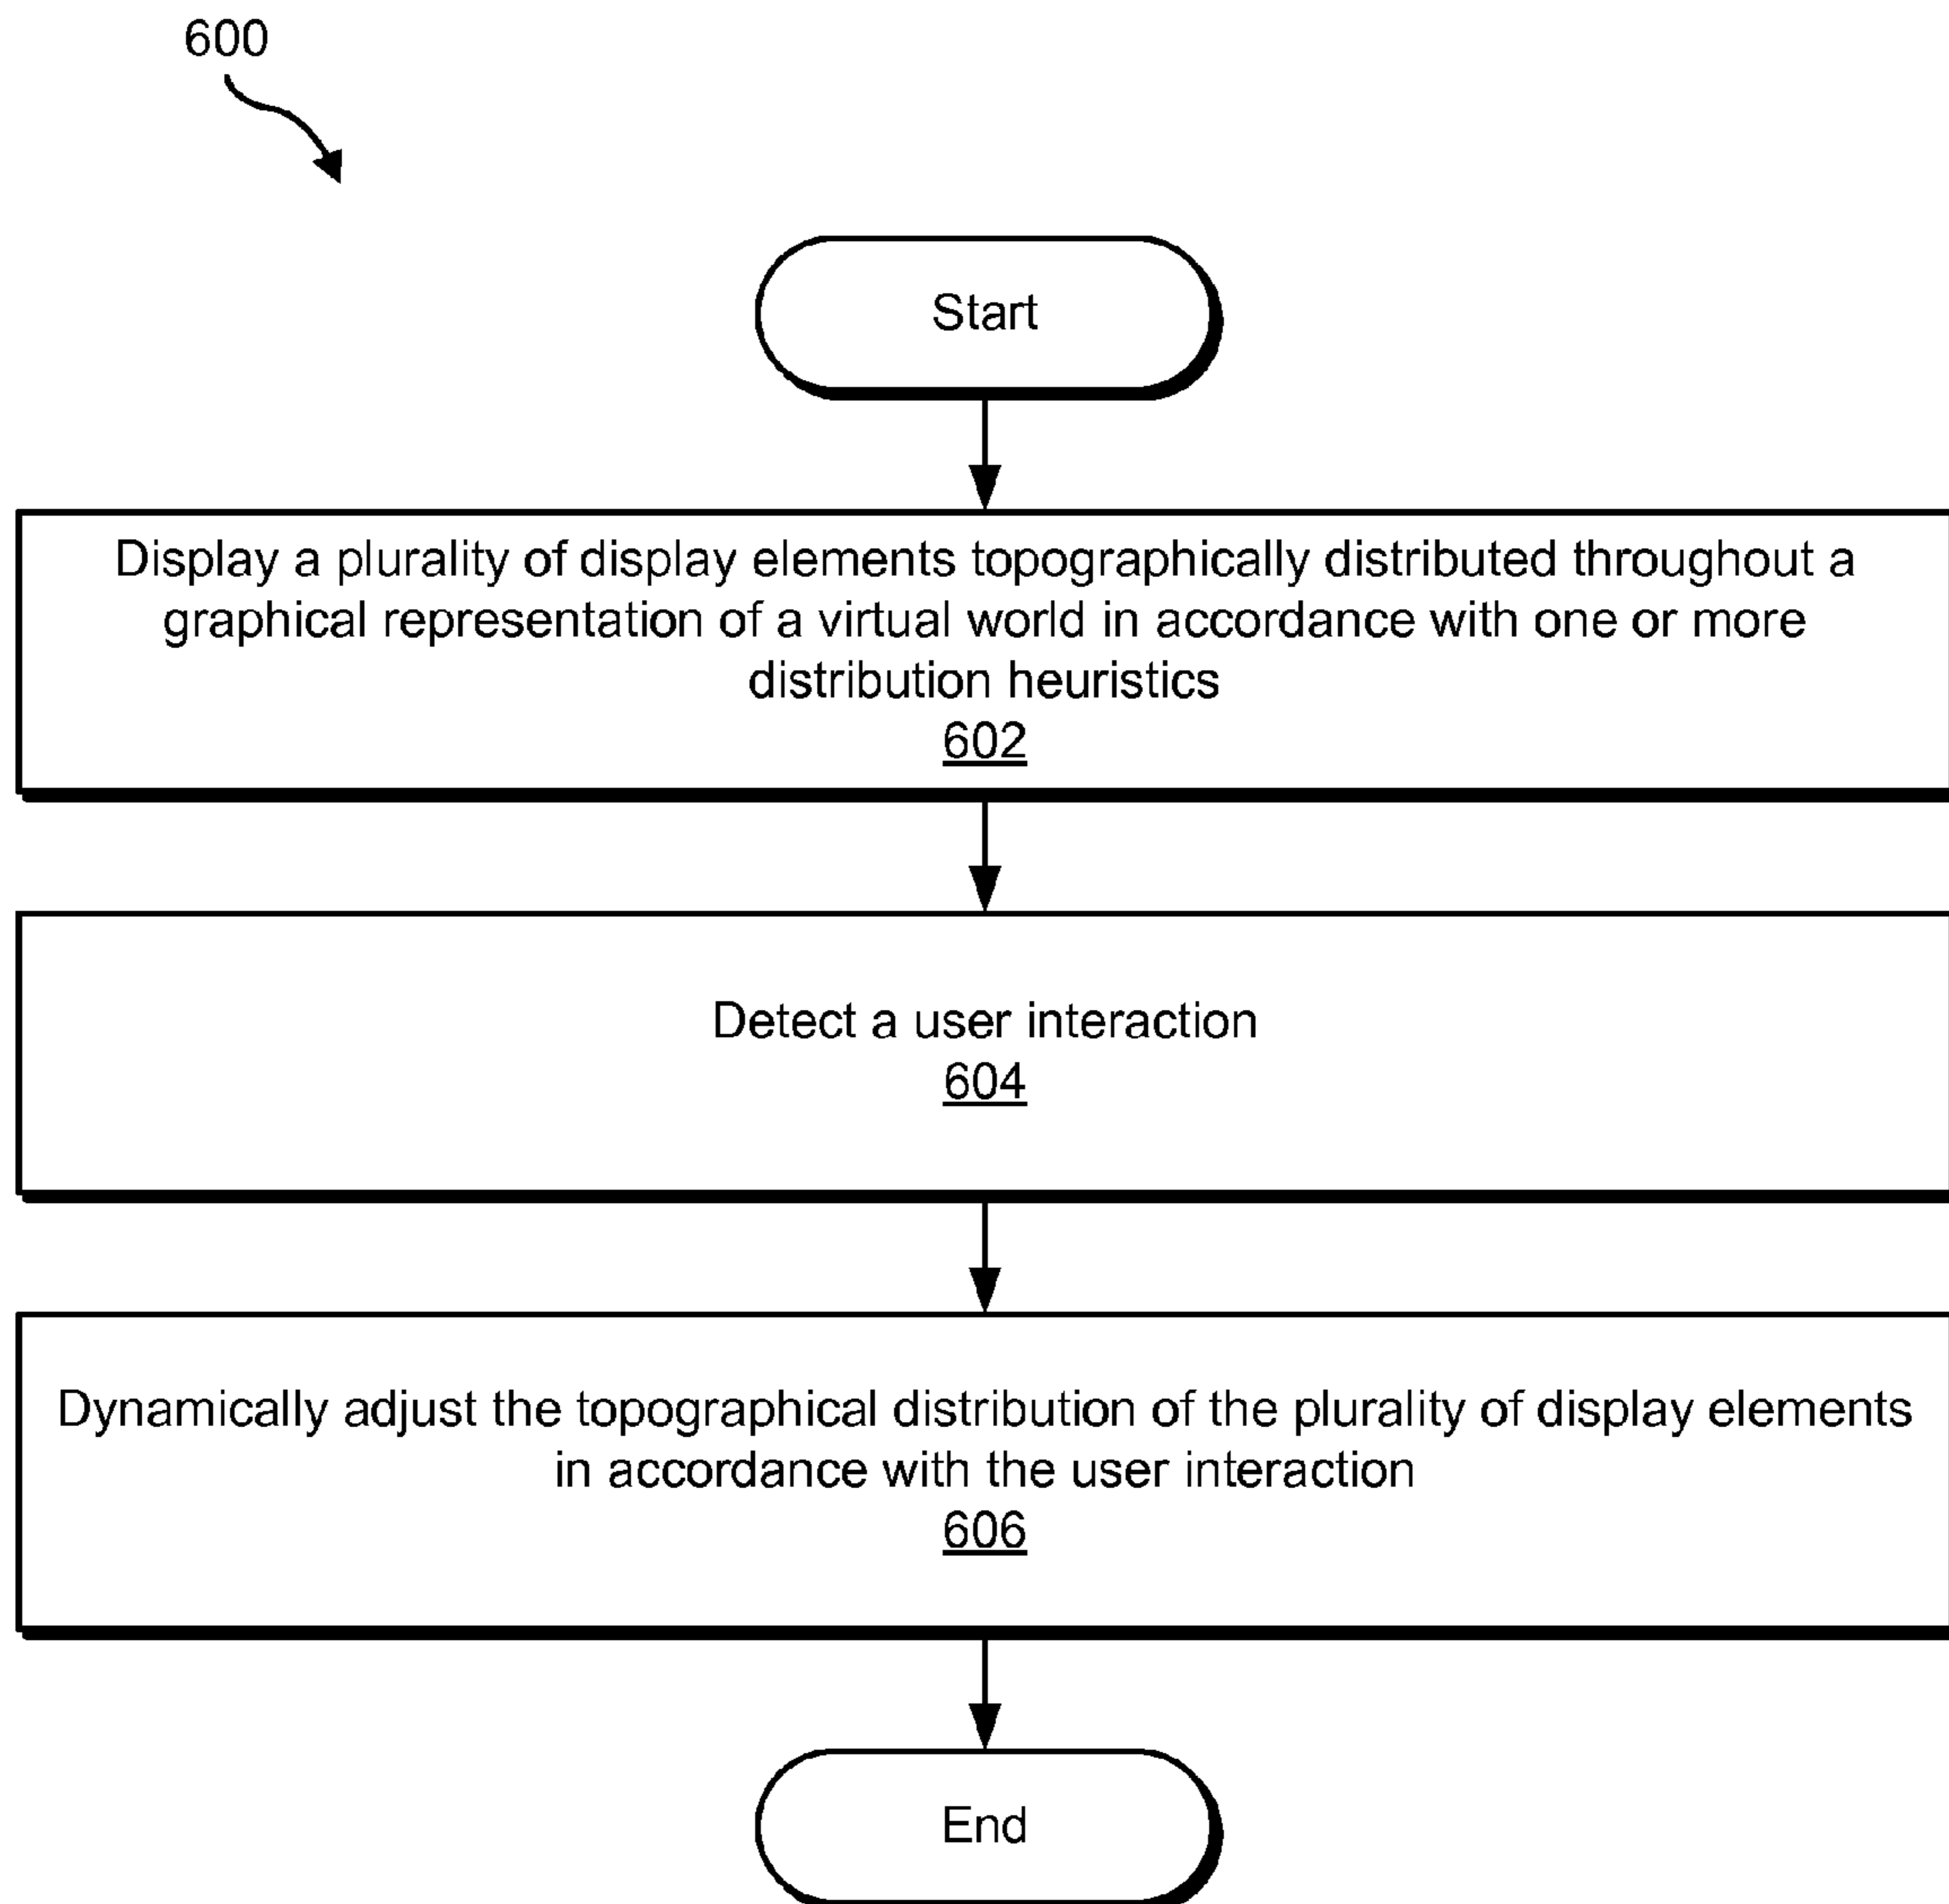 600
Start
Display a plurality of display elements topographically distributed throughout a
graphical representation of a virtual world in accordance with one or more
distribution heuristics
602
Detect a user interaction
604
Dynamically adjust the topographical distribution of the plurality of display elements
in accordance with the user interaction
606
End